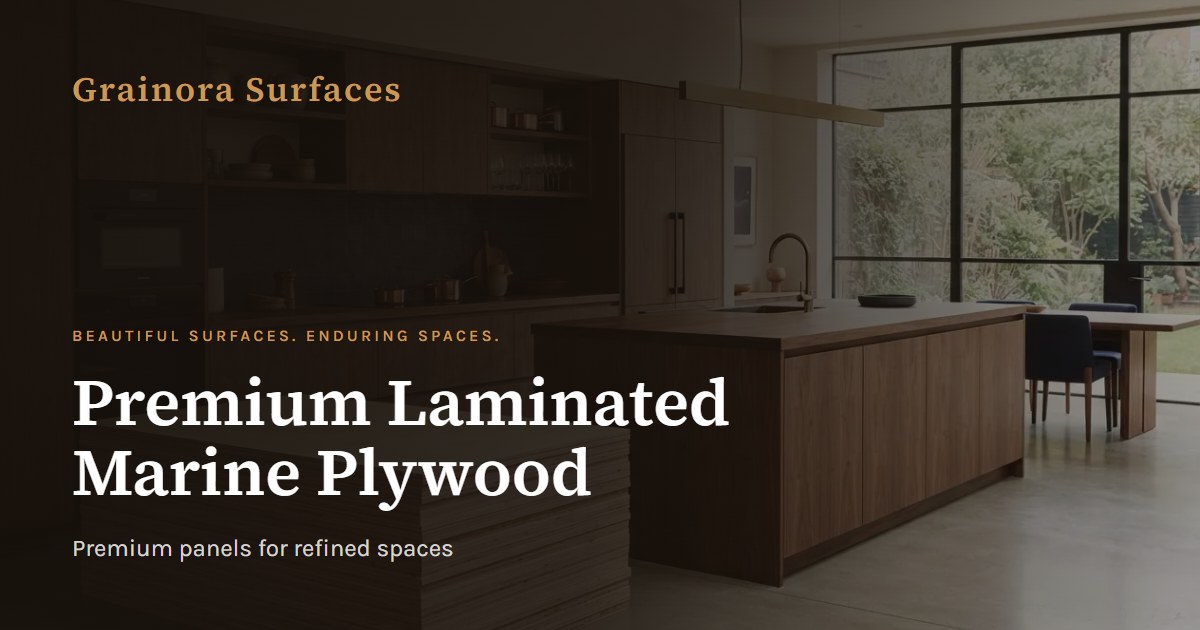 Grainora Surfaces
BEAUTIFUL SURFACES. ENDURING SPACES.
Premium Laminated
Marine Plywood
Premium panels for refined spaces